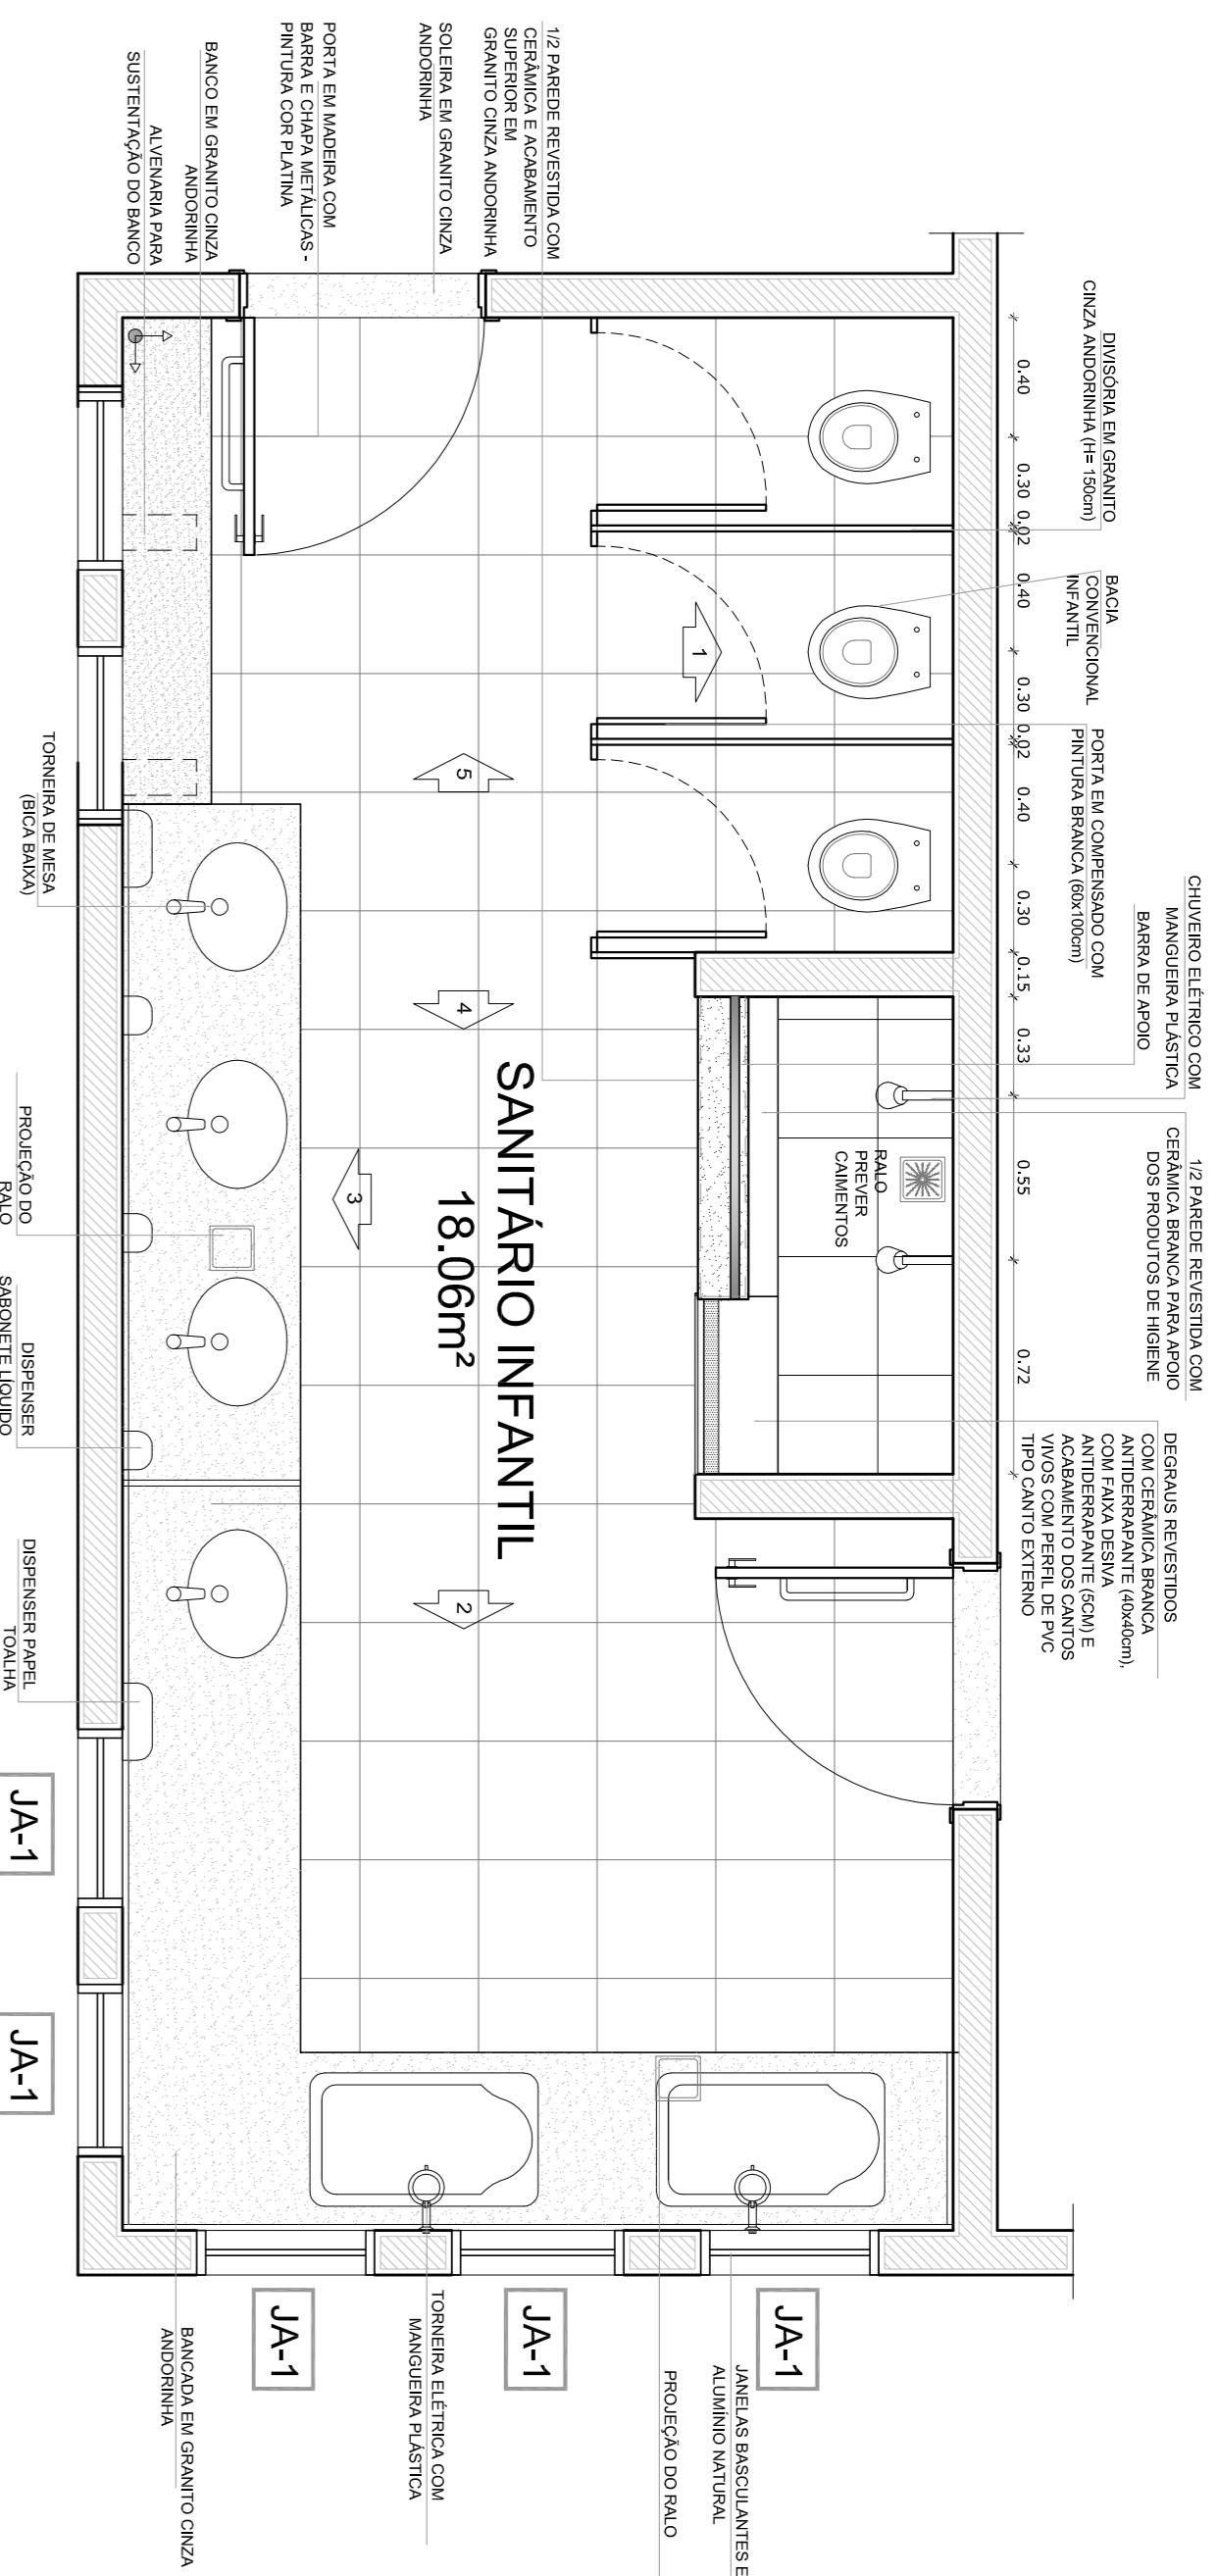 1/2 PAREDE REVESTIDA COM
CERÂMICA E ACABAMENTO
SUPERIOR EM
GRANITO CINZA ANDORINHA
SOLEIRA EM GRANITO CINZA
ANDORINHA
PORTA EM MADEIRA COM
BARRA E CHAPA METÁLICAS -
PINTURA COR PLATINA
BANCO EM GRANITO CINZA
ANDORINHA
ALVENARIA PARA
SUSTENTAÇÃO DO BANCO
DIVISÓRIA EM GRANITO
CINZA ANDORINHA (H= 150cm)
BACIA
CONVENCIONAL
INFANTIL
PORTA EM COMPENSADO COM
PINTURA BRANCA (60x100cm)
CHUVEIRO ELÉTRICO COM
MANGUEIRA PLÁSTICA
BARRA DE APOIO
1/2 PAREDE REVESTIDA COM
CERÂMICA BRANCA PARA APOIO
DOS PRODUTOS DE HIGIENE
DEGRAUS REVESTIDOS
COM CERÂMICA BRANCA
ANTIDERRAPANTE (40x40cm),
COM FAIXA DESIVA
ANTIDERRAPANTE (5CM) E
ACABAMENTO DOS CANTOS
VIVOS COM PERFIL DE PVC
TIPO CANTO EXTERNO
0.40 0.30 0.02 0.40 0.30 0.02 0.40 0.30 0.15 0.33 0.55 0.72
RALO
PREVER
CAIMENTOS
1
5
4
3
2
SANITÁRIO INFANTIL
18.06m²
TORNEIRA DE MESA
(BICA BAIXA)
PROJEÇÃO DO
RALO
DISPENSER
SABONETE LÍQUIDO
DISPENSER PAPEL
TOALHA
JA-1
JA-1
JA-1
JA-1
JA-1
JANELAS BASCULANTES E
ALUMÍNIO NATURAL
PROJEÇÃO DO RALO
TORNEIRA ELÉTRICA COM
MANGUEIRA PLÁSTICA
BANCADA EM GRANITO CINZA
ANDORINHA